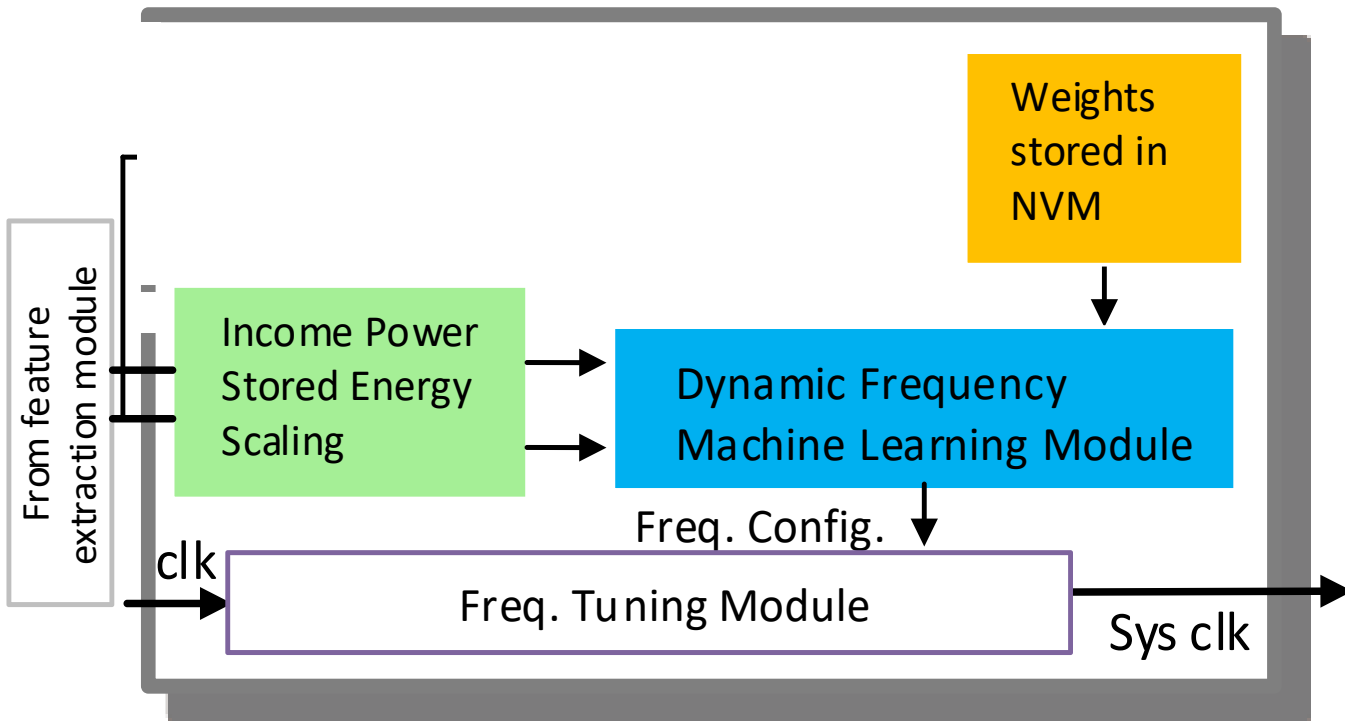 Weights
stored in
NVM
From feature
extraction module
Income Power
Stored Energy
Scaling
Dynamic Frequency
Machine Learning Module
Freq. Config.
clk
Freq. Tuning Module
Sys clk